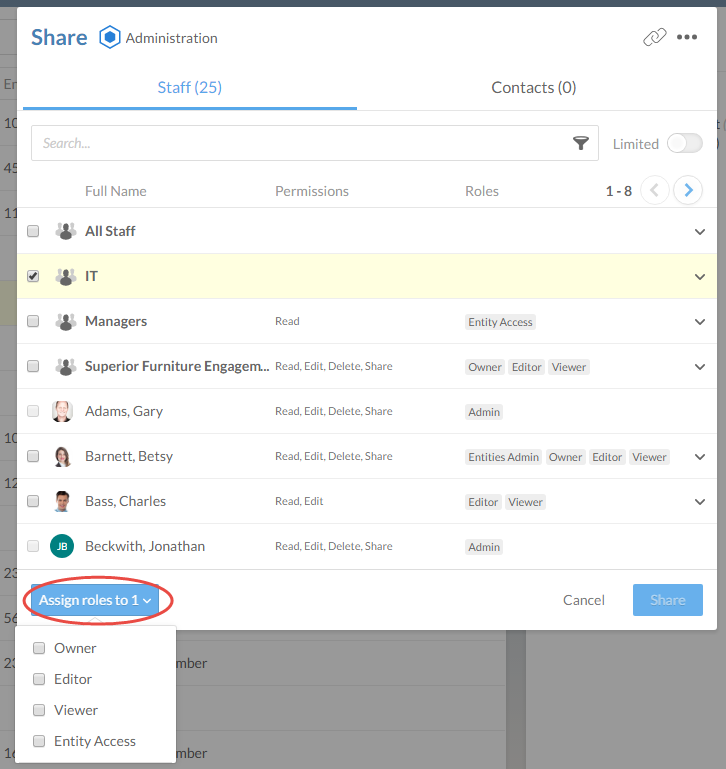 Share Administration
Staff (25) Contacts (0)
Search... Limited
Full Name Permissions Roles 1 - 8
All Staff
IT
Managers Read Entity Access
Superior Furniture Engagem... Read, Edit, Delete, Share Owner Editor Viewer
Adams, Gary Read, Edit, Delete, Share Admin
Barnett, Betsy Read, Edit, Delete, Share Entities Admin Owner Editor Viewer
Bass, Charles Read, Edit Editor Viewer
JB Beckwith, Jonathan Read, Edit, Delete, Share Admin
Assign roles to 1 Cancel Share
Owner
Editor
Viewer
Entity Access